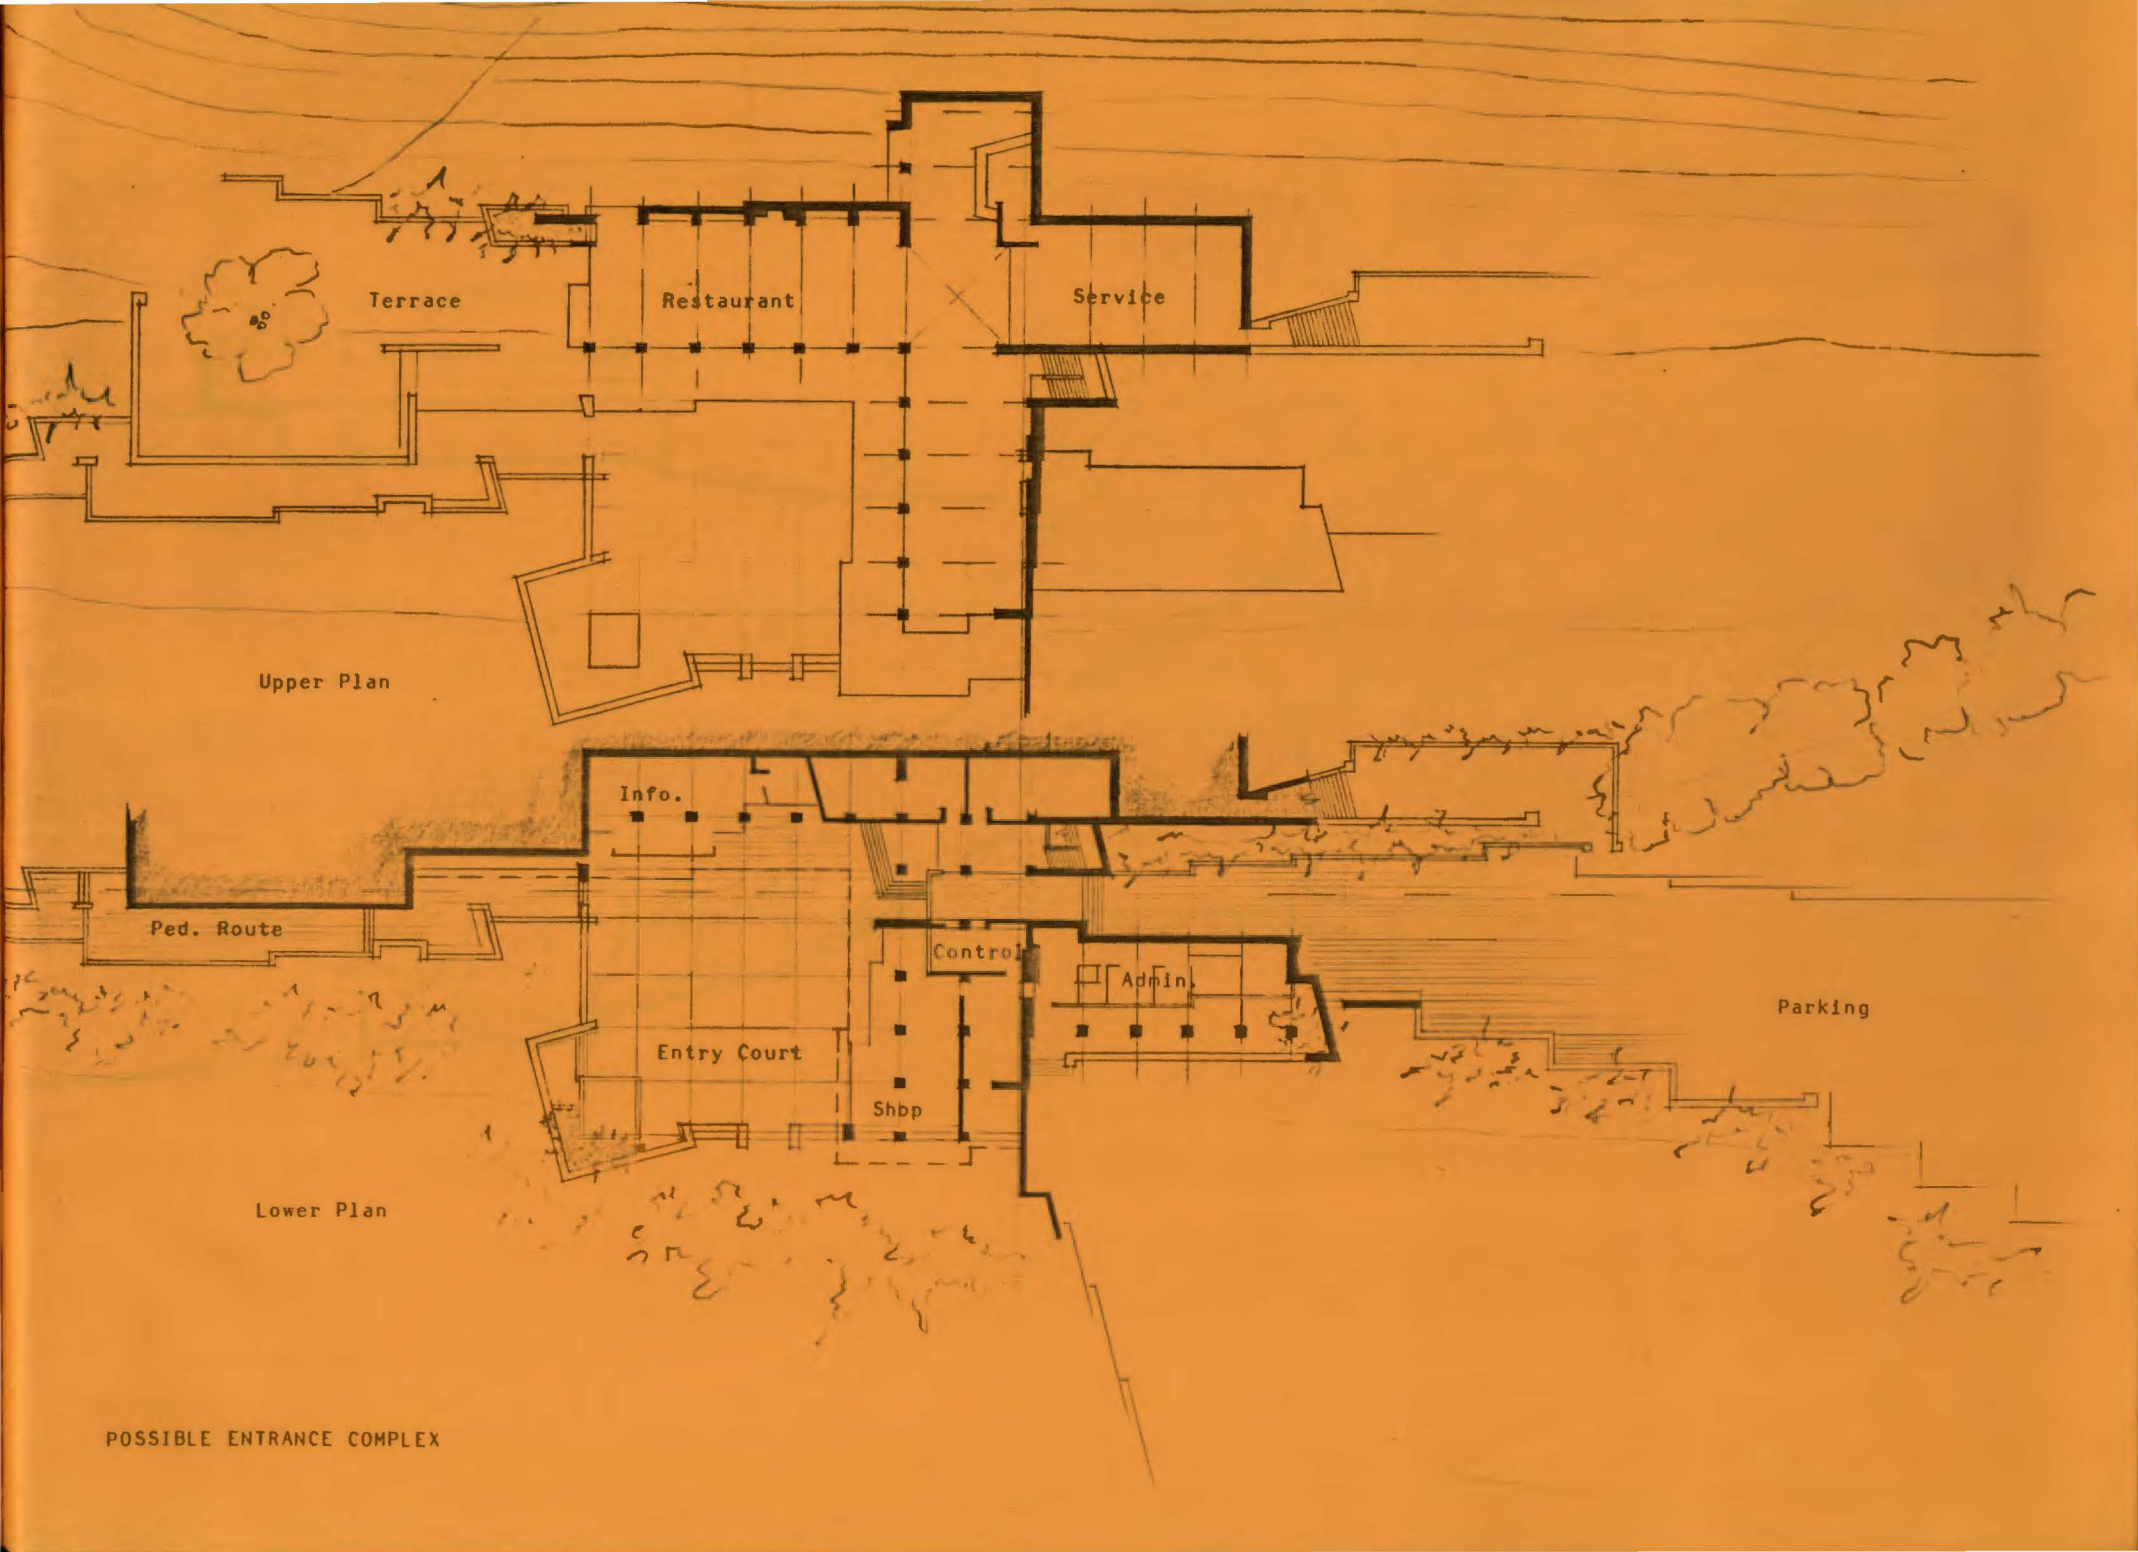 Terrace
Restaurant
Service
Upper Plan
Info.
Ped. Route
Control
Admin.
Parking
Entry Court
Shop
Lower Plan
POSSIBLE ENTRANCE COMPLEX